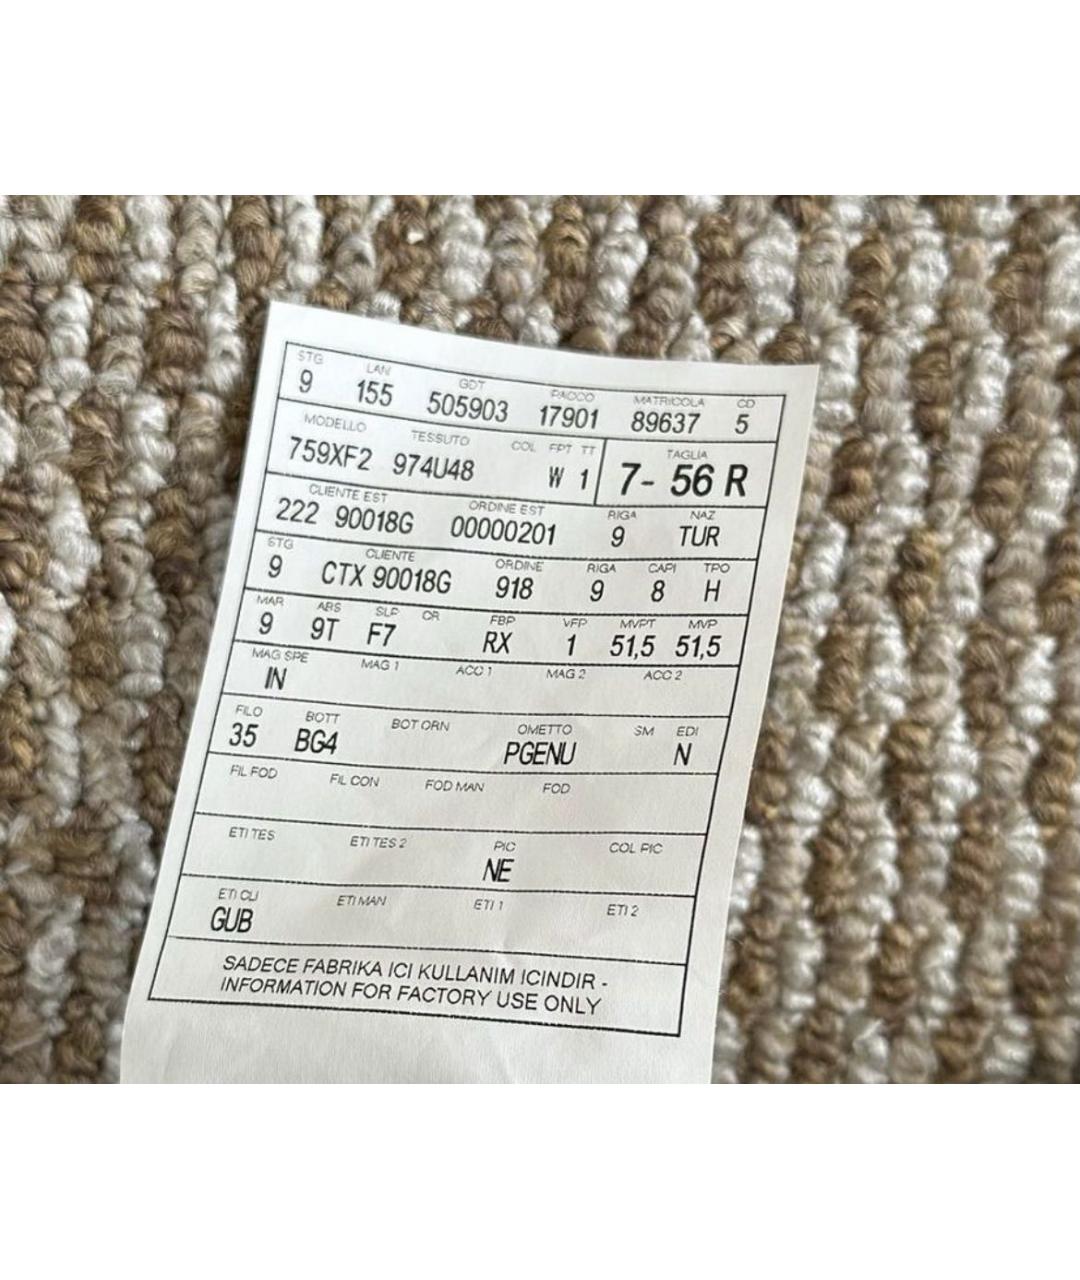 STG LAN GDT PACCO MATRICOLA CD
9 155 505903 17901 89637 5
MODELLO TESSUTO COL FPT TT TAGLIA
759XF2 974U48 W 1 7- 56 R
CLIENTE EST ORDINE EST RIGA NAZ
222 90018G 00000201 9 TUR
STG CLIENTE ORDINE RIGA CAPI TPO
9 CTX 90018G 918 9 8 H
MAR ABS SLP CR FBP VFP MVPT MVP
9 9T F7 RX 1 51,5 51,5
MAG SPE MAG 1 ACC 1 MAG 2 ACC 2
IN
FILO BOTT BOT ORN OMETTO SM EDI
35 BG4 PGENU N
FIL FOD FIL CON FOD MAN FOD
ETI TES ETI TES 2 PIC COL PIC
NE
ETI CLI ETI MAN ETI 1 ETI 2
GUB
SADECE FABRIKA ICI KULLANIM ICINDIR -
INFORMATION FOR FACTORY USE ONLY